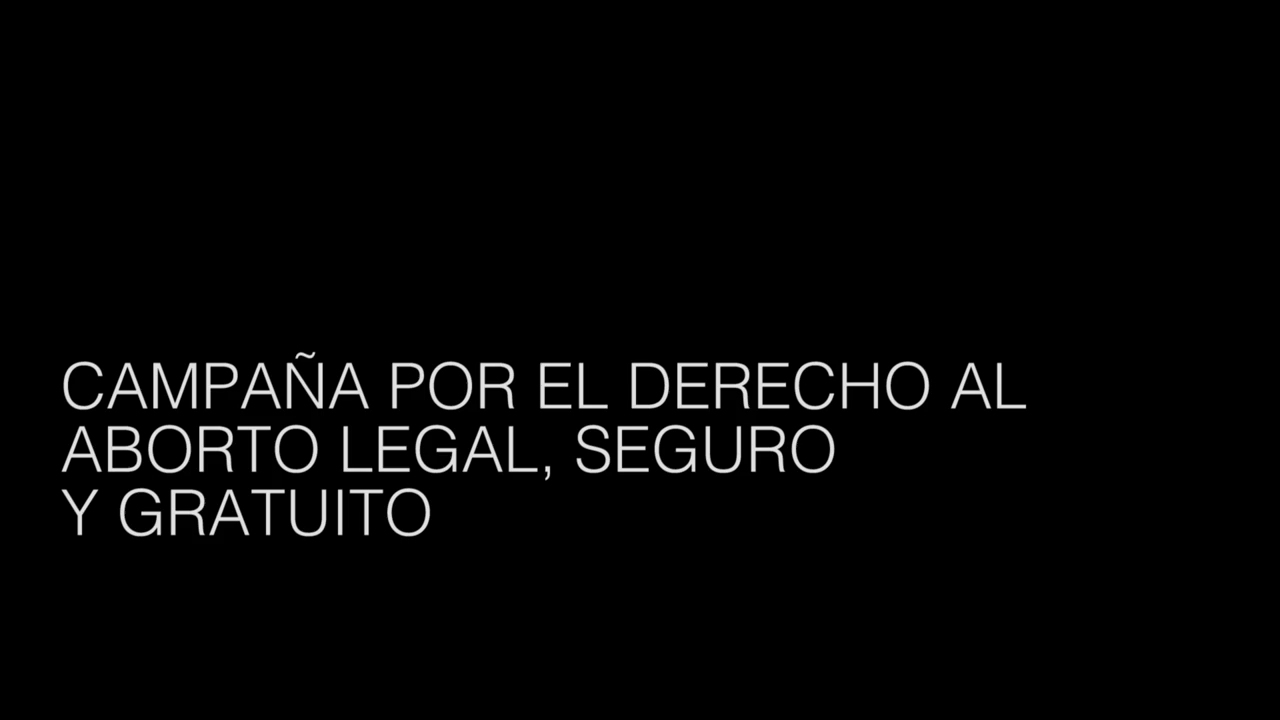 CAMPAÑA POR EL DERECHO AL
ABORTO LEGAL, SEGURO
Y GRATUITO